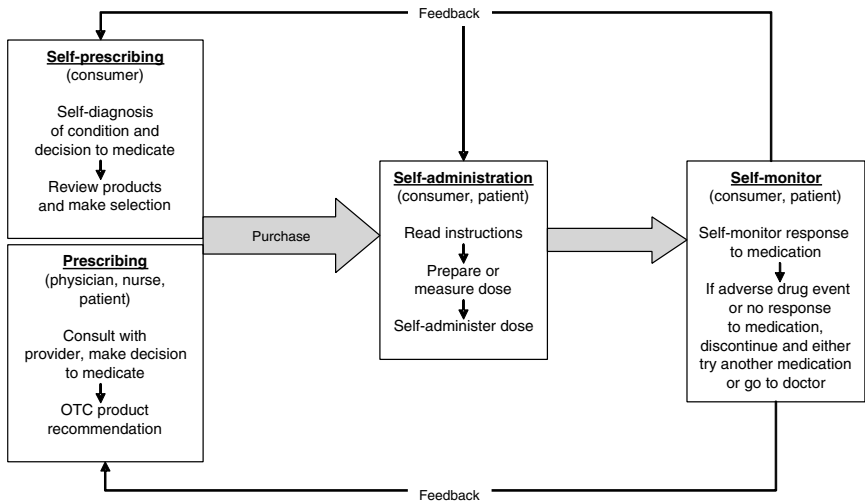 Feedback
Self-prescribing
(consumer)
Self-diagnosis
of condition and
decision to medicate
Review products
and make selection
Prescribing
(physician, nurse,
patient)
Consult with
provider, make decision
to medicate
OTC product
recommendation
Purchase
Self-administration
(consumer, patient)
Read instructions
Prepare or
measure dose
Self-administer dose
Self-monitor
(consumer, patient)
Self-monitor response
to medication
If adverse drug event
or no response
to medication,
discontinue and either
try another medication
or go to doctor
Feedback